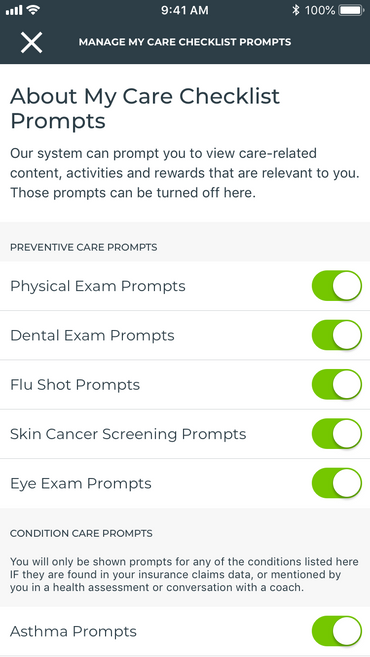 9:41 AM
100%
MANAGE MY CARE CHECKLIST PROMPTS
About My Care Checklist
Prompts
Our system can prompt you to view care-related
content, activities and rewards that are relevant to you.
Those prompts can be turned off here.
PREVENTIVE CARE PROMPTS
Physical Exam Prompts
Dental Exam Prompts
Flu Shot Prompts
Skin Cancer Screening Prompts
Eye Exam Prompts
CONDITION CARE PROMPTS
You will only be shown prompts for any of the conditions listed here
IF they are found in your insurance claims data, or mentioned by
you in a health assessment or conversation with a coach.
Asthma Prompts